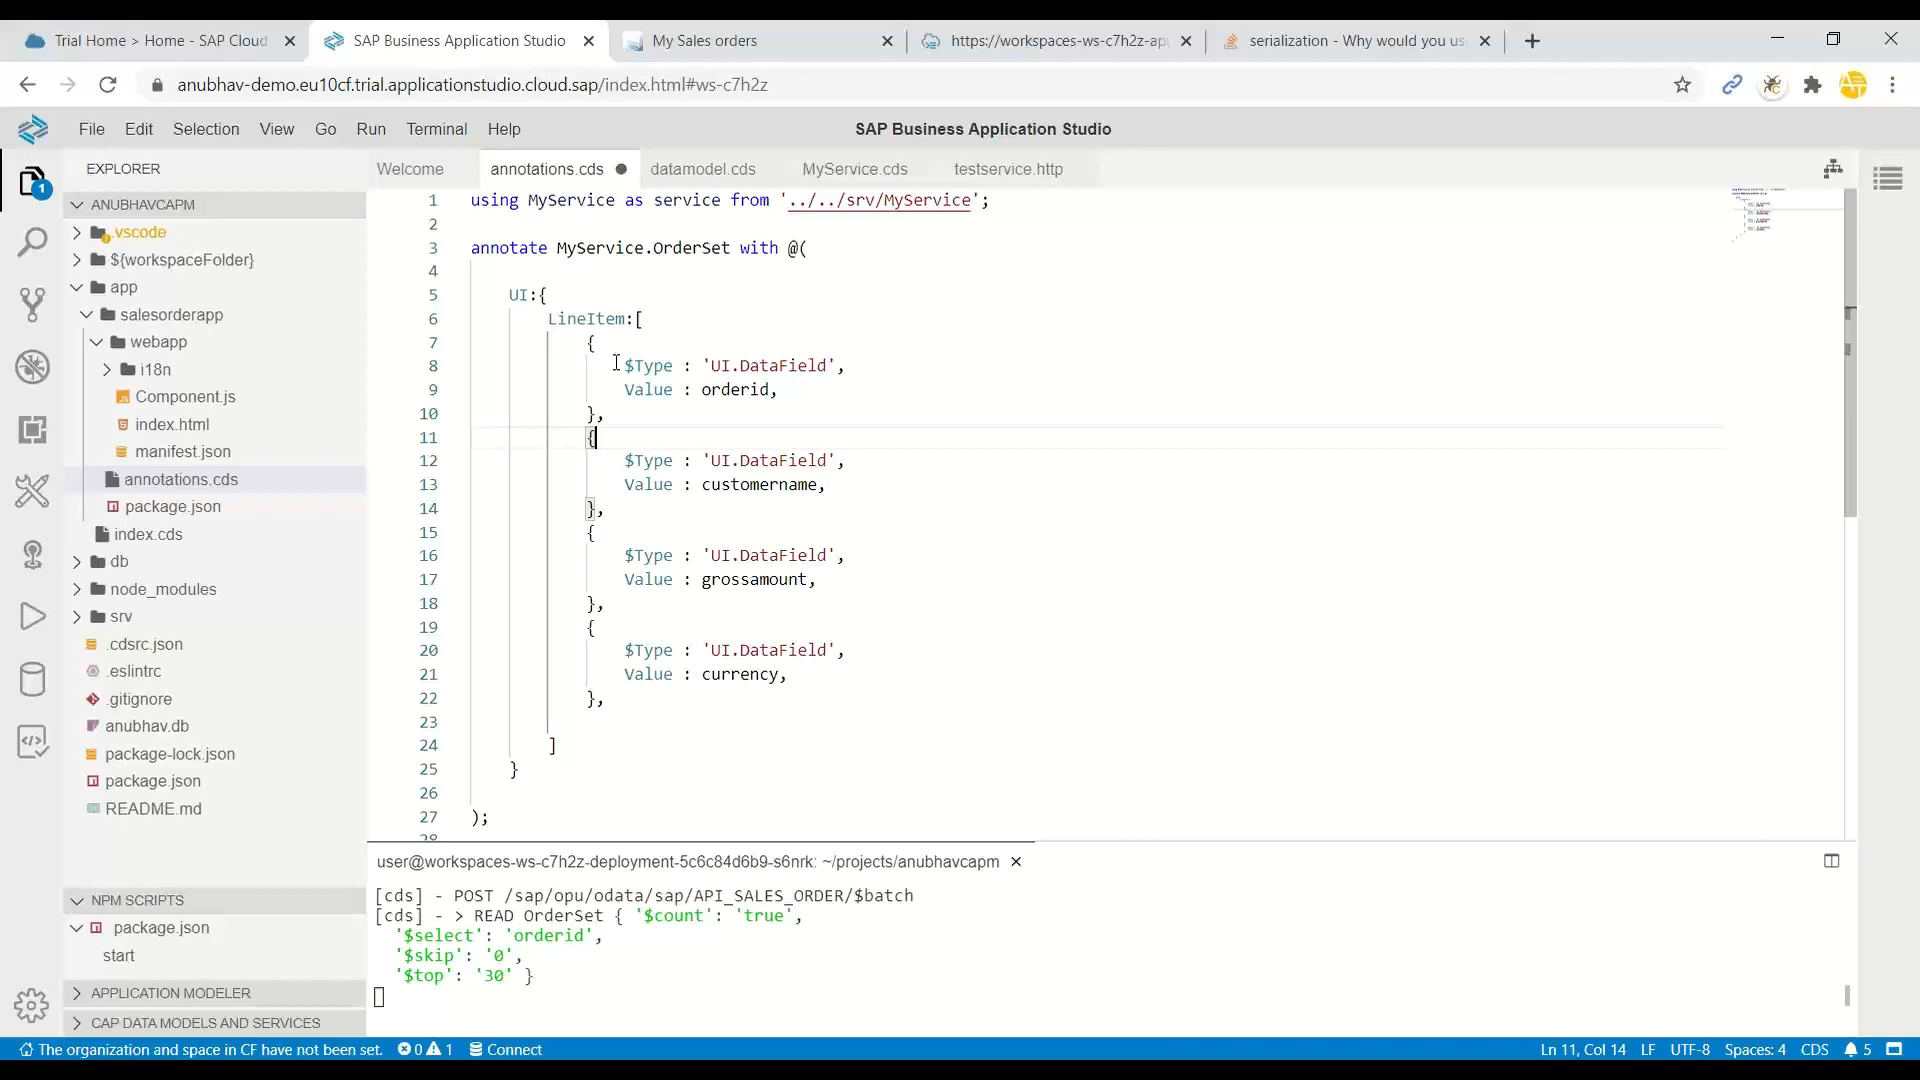 Trial Home > Home - SAP Cloud
SAP Business Application Studio
My Sales orders
https://workspaces-ws-c7h2z-ap
serialization - Why would you us
anubhav-demo.eu10cf.trial.applicationstudio.cloud.sap/index.html#ws-c7h2z
File Edit Selection View Go Run Terminal Help
SAP Business Application Studio
1
EXPLORER
ANUBHAVCAPM
.vscode
${workspaceFolder}
app
salesorderapp
webapp
i18n
Component.js
index.html
manifest.json
annotations.cds
package.json
index.cds
db
node_modules
srv
.cdsrc.json
.eslintrc
.gitignore
anubhav.db
package-lock.json
package.json
README.md
NPM SCRIPTS
package.json
start
APPLICATION MODELER
CAP DATA MODELS AND SERVICES
Welcome annotations.cds datamodel.cds MyService.cds testservice.http
1 using MyService as service from '../../srv/MyService';
2
3 annotate MyService.OrderSet with @(
4
5 UI:{
6 LineItem:[
7 {
8 $Type : 'UI.DataField',
9 Value : orderid,
10 },
11 {
12 $Type : 'UI.DataField',
13 Value : customername,
14 },
15 {
16 $Type : 'UI.DataField',
17 Value : grossamount,
18 },
19 {
20 $Type : 'UI.DataField',
21 Value : currency,
22 },
23
24 ]
25 }
26
27 );
28
user@workspaces-ws-c7h2z-deployment-5c6c84d6b9-s6nrk: ~/projects/anubhavcapm
[cds] - POST /sap/opu/odata/sap/API_SALES_ORDER/$batch
[cds] - > READ OrderSet { '$count': 'true',
'$select': 'orderid',
'$skip': '0',
'$top': '30' }
The organization and space in CF have not been set. 0 1 Connect
Ln 11, Col 14 LF UTF-8 Spaces: 4 CDS 5